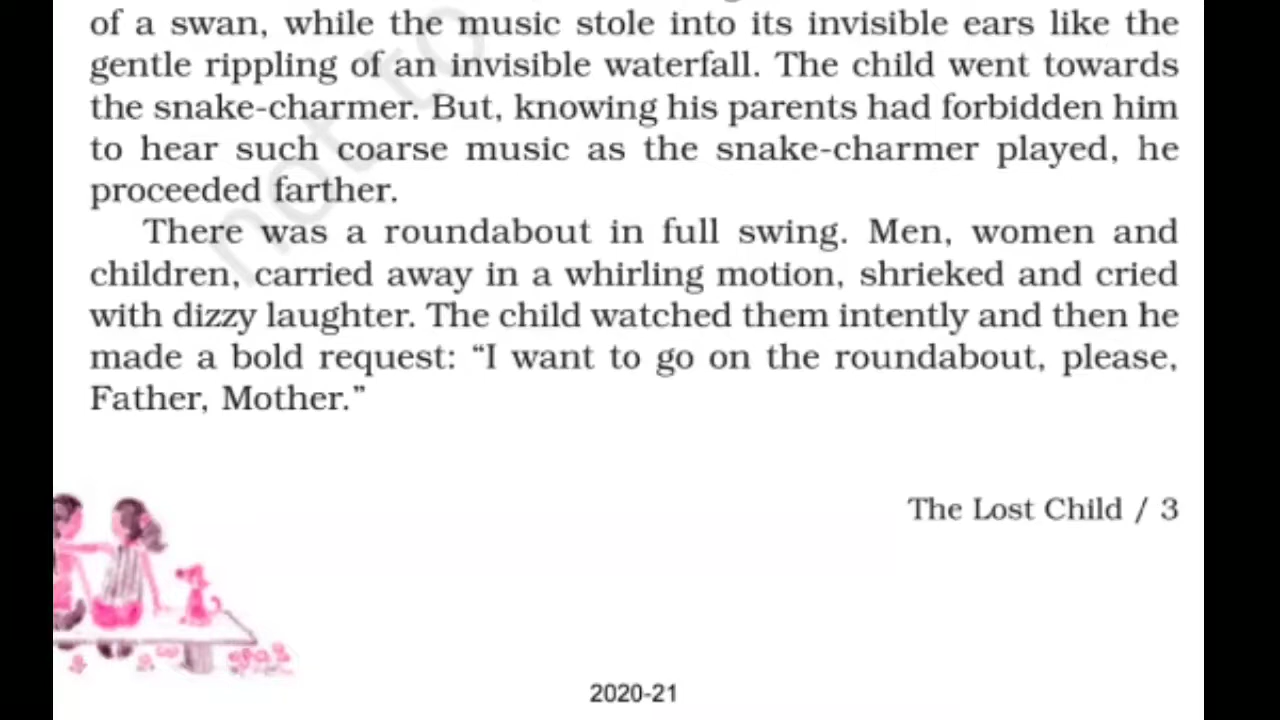 of a swan, while the music stole into its invisible ears like the
gentle rippling of an invisible waterfall. The child went towards
the snake-charmer. But, knowing his parents had forbidden him
to hear such coarse music as the snake-charmer played, he
proceeded farther.
There was a roundabout in full swing. Men, women and
children, carried away in a whirling motion, shrieked and cried
with dizzy laughter. The child watched them intently and then he
made a bold request: “I want to go on the roundabout, please,
Father, Mother.”
The Lost Child / 3
2020-21
not to